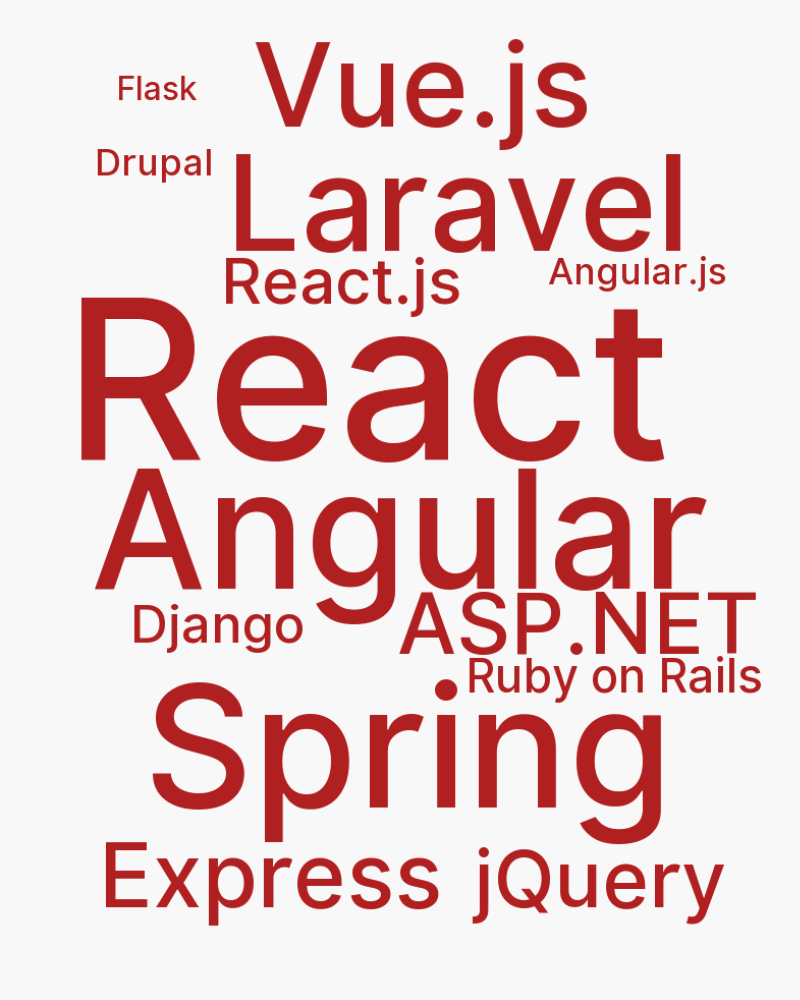 Vue.js
Flask
Drupal
Laravel
React.js
Angular.js
React
Angular
Django
ASP.NET
Ruby on Rails
Spring
Express
jQuery